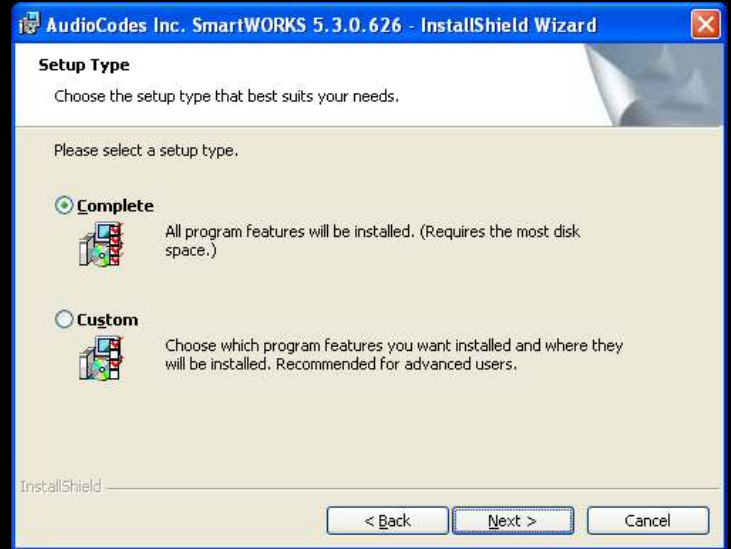 AudioCodes Inc. SmartWORKS 5.3.0.626 - InstallShield Wizard
Setup Type
Choose the setup type that best suits your needs.
Please select a setup type.
Complete
All program features will be installed. (Requires the most disk
space.)
Custom
Choose which program features you want installed and where they
will be installed. Recommended for advanced users.
InstallShield
< Back
Next >
Cancel